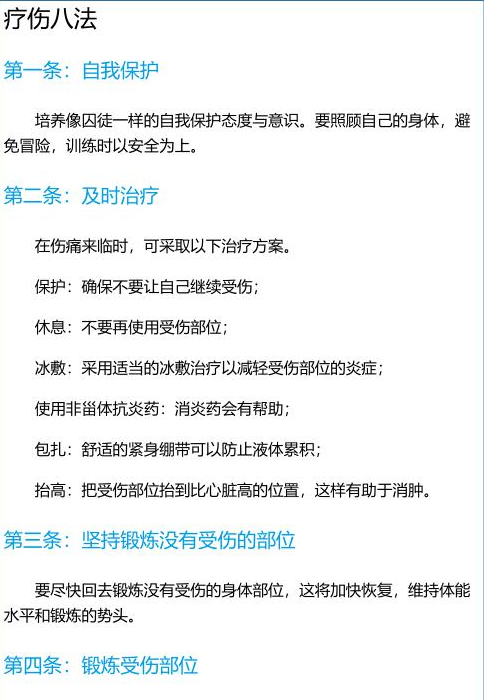 疗伤八法
第一条：自我保护
培养像囚徒一样的自我保护态度与意识。要照顾自己的身体，避
免冒险，训练时以安全为上。
第二条：及时治疗
在伤痛来临时，可采取以下治疗方案。
保护：确保不要让自己继续受伤；
休息：不要再使用受伤部位；
冰敷：采用适当的冰敷治疗以减轻受伤部位的炎症；
使用非甾体抗炎药：消炎药会有帮助；
包扎：舒适的紧身绷带可以防止液体累积；
抬高：把受伤部位抬到比心脏高的位置，这样有助于消肿。
第三条：坚持锻炼没有受伤的部位
要尽快回去锻炼没有受伤的身体部位，这将加快恢复，维持体能
水平和锻炼的势头。
第四条：锻炼受伤部位